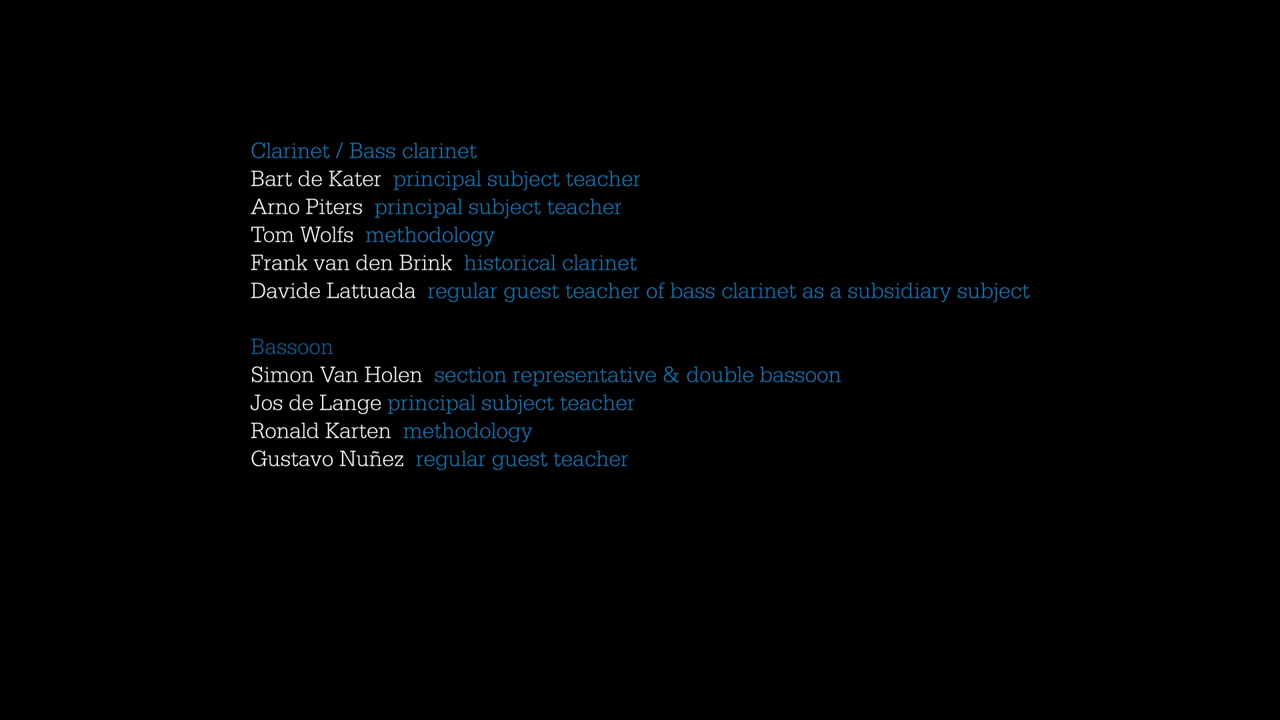 Clarinet / Bass clarinet
Bart de Kater principal subject teacher
Arno Piters principal subject teacher
Tom Wolfs methodology
Frank van den Brink historical clarinet
Davide Lattuada regular guest teacher of bass clarinet as a subsidiary subject
Bassoon
Simon Van Holen section representative & double bassoon
Jos de Lange principal subject teacher
Ronald Karten methodology
Gustavo Nuñez regular guest teacher